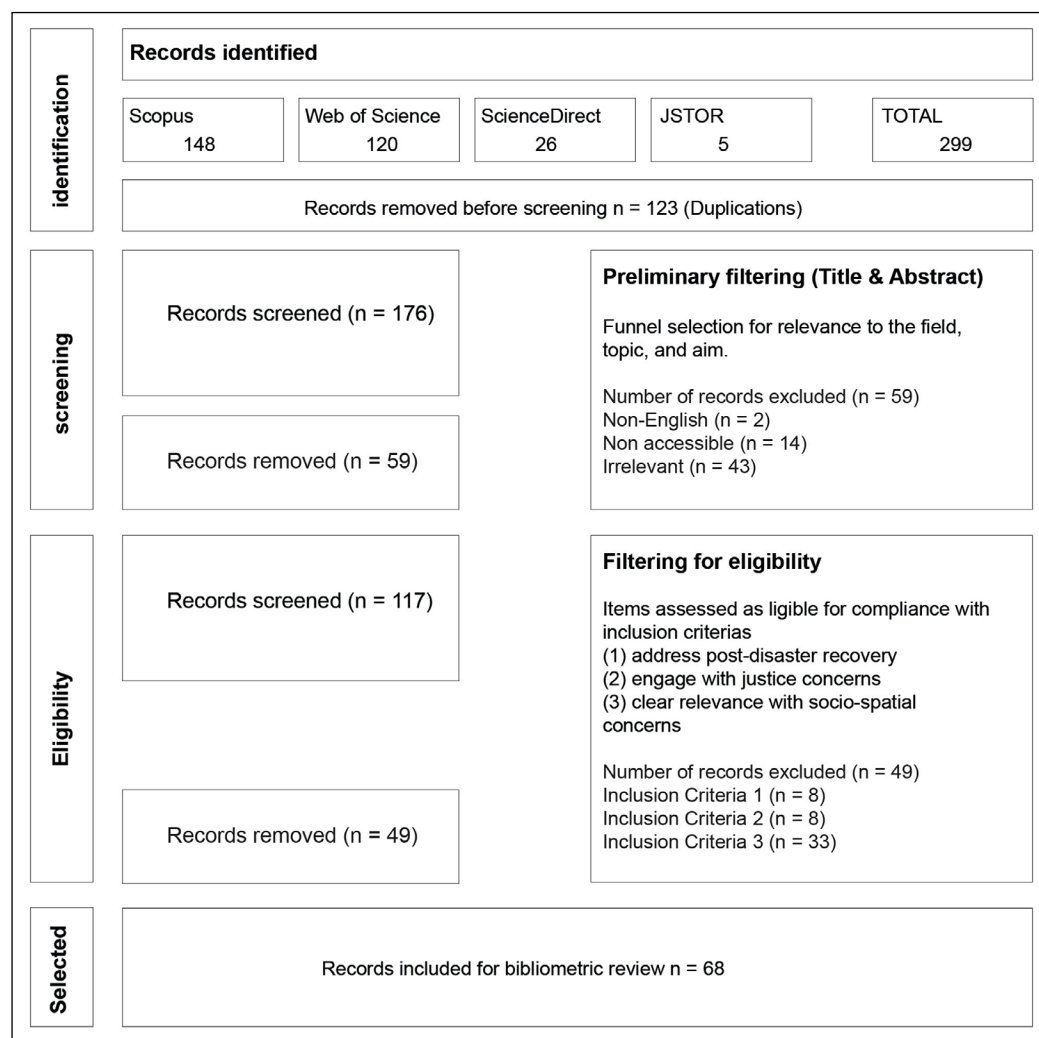 identification
Records identified
Scopus
148
Web of Science
120
ScienceDirect
26
JSTOR
5
TOTAL
299
Records removed before screening n = 123 (Duplications)
screening
Records screened (n = 176)
Records removed (n = 59)
Preliminary filtering (Title & Abstract)
Funnel selection for relevance to the field,
topic, and aim.
Number of records excluded (n = 59)
Non-English (n = 2)
Non accessible (n = 14)
Irrelevant (n = 43)
Eligibility
Records screened (n = 117)
Records removed (n = 49)
Filtering for eligibility
Items assessed as ligible for compliance with
inclusion criterias
(1) address post-disaster recovery
(2) engage with justice concerns
(3) clear relevance with socio-spatial
concerns
Number of records excluded (n = 49)
Inclusion Criteria 1 (n = 8)
Inclusion Criteria 2 (n = 8)
Inclusion Criteria 3 (n = 33)
Selected
Records included for bibliometric review n = 68